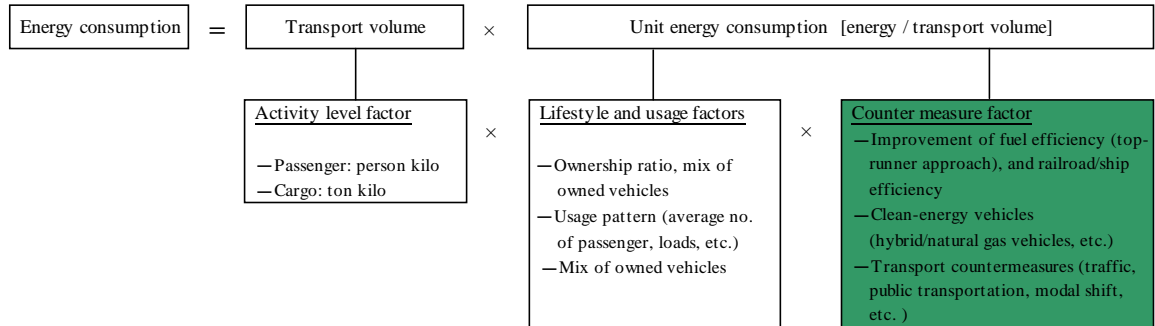 Energy consumption = Transport volume × Unit energy consumption [energy / transport volume]
Activity level factor
—Passenger: person kilo
—Cargo: ton kilo
×
Lifestyle and usage factors
—Ownership ratio, mix of
owned vehicles
—Usage pattern (average no.
of passenger, loads, etc.)
—Mix of owned vehicles
×
Counter measure factor
—Improvement of fuel efficiency (top-
runner approach), and railroad/ship
efficiency
—Clean-energy vehicles
(hybrid/natural gas vehicles, etc.)
—Transport countermeasures (traffic,
public transportation, modal shift,
etc. )